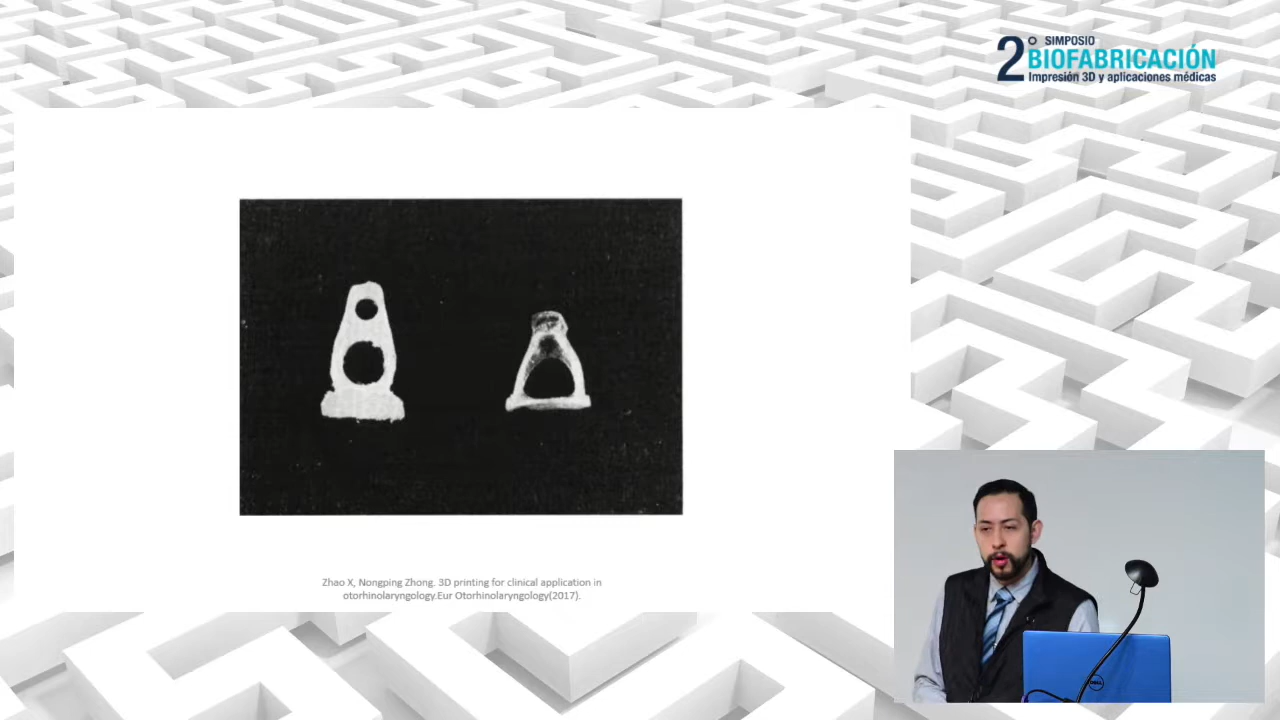 2° SIMPOSIO
BIOFABRICACIÓN
Impresión 3D y aplicaciones médicas
Zhao X, Nongping Zhong. 3D printing for clinical application in
otorhinolaryngology.Eur Otorhinolaryngology(2017).
DELL